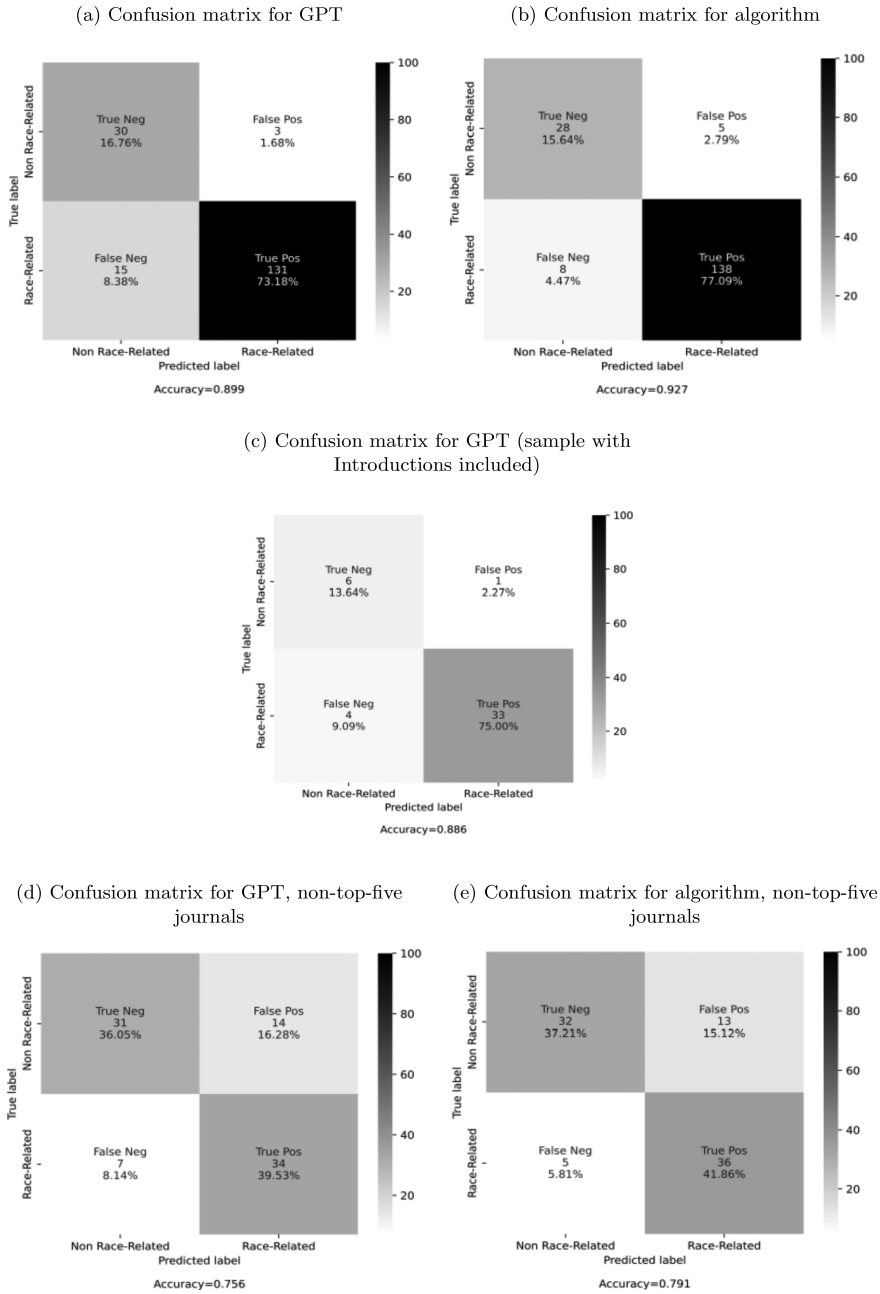 (a) Confusion matrix for GPT
True label
Non Race-Related
Race-Related
True Neg
30
16.76%
False Pos
3
1.68%
False Neg
15
8.38%
True Pos
131
73.18%
Non Race-Related
Race-Related
Predicted label
Accuracy=0.899
100
80
60
40
20
(b) Confusion matrix for algorithm
True label
Non Race-Related
Race-Related
True Neg
28
15.64%
False Pos
5
2.79%
False Neg
8
4.47%
True Pos
138
77.09%
Non Race-Related
Race-Related
Predicted label
Accuracy=0.927
100
80
60
40
20
(c) Confusion matrix for GPT (sample with
Introductions included)
True label
Non Race-Related
Race-Related
True Neg
6
13.64%
False Pos
1
2.27%
False Neg
4
9.09%
True Pos
33
75.00%
Non Race-Related
Race-Related
Predicted label
Accuracy=0.886
100
80
60
40
20
(d) Confusion matrix for GPT, non-top-five
journals
True label
Non Race-Related
Race-Related
True Neg
31
36.05%
False Pos
14
16.28%
False Neg
7
8.14%
True Pos
34
39.53%
Non Race-Related
Race-Related
Predicted label
Accuracy=0.756
100
80
60
40
20
(e) Confusion matrix for algorithm, non-top-five
journals
True label
Non Race-Related
Race-Related
True Neg
32
37.21%
False Pos
13
15.12%
False Neg
5
5.81%
True Pos
36
41.86%
Non Race-Related
Race-Related
Predicted label
Accuracy=0.791
100
80
60
40
20